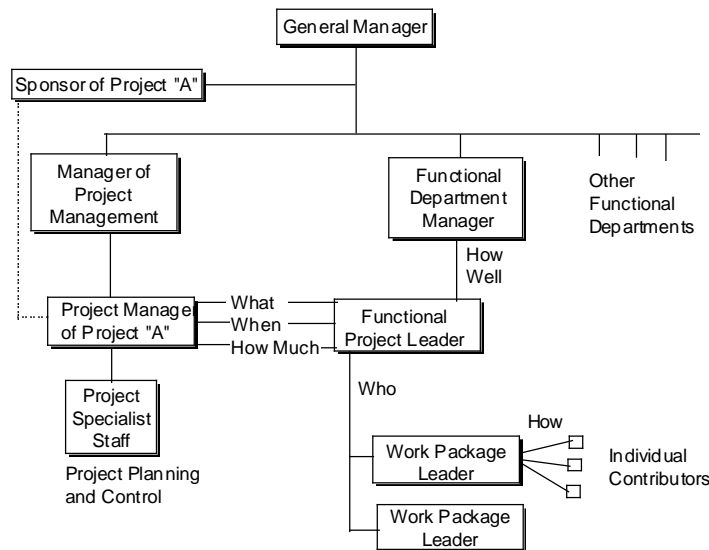 General Manager
Sponsor of Project "A"
Manager of
Project
Management
Functional
Department
Manager
Other
Functional
Departments
How
Well
Project Manager
of Project "A"
What
When
How Much
Functional
Project Leader
Project
Specialist
Staff
Who
Project Planning
and Control
How
Work Package
Leader
Individual
Contributors
Work Package
Leader